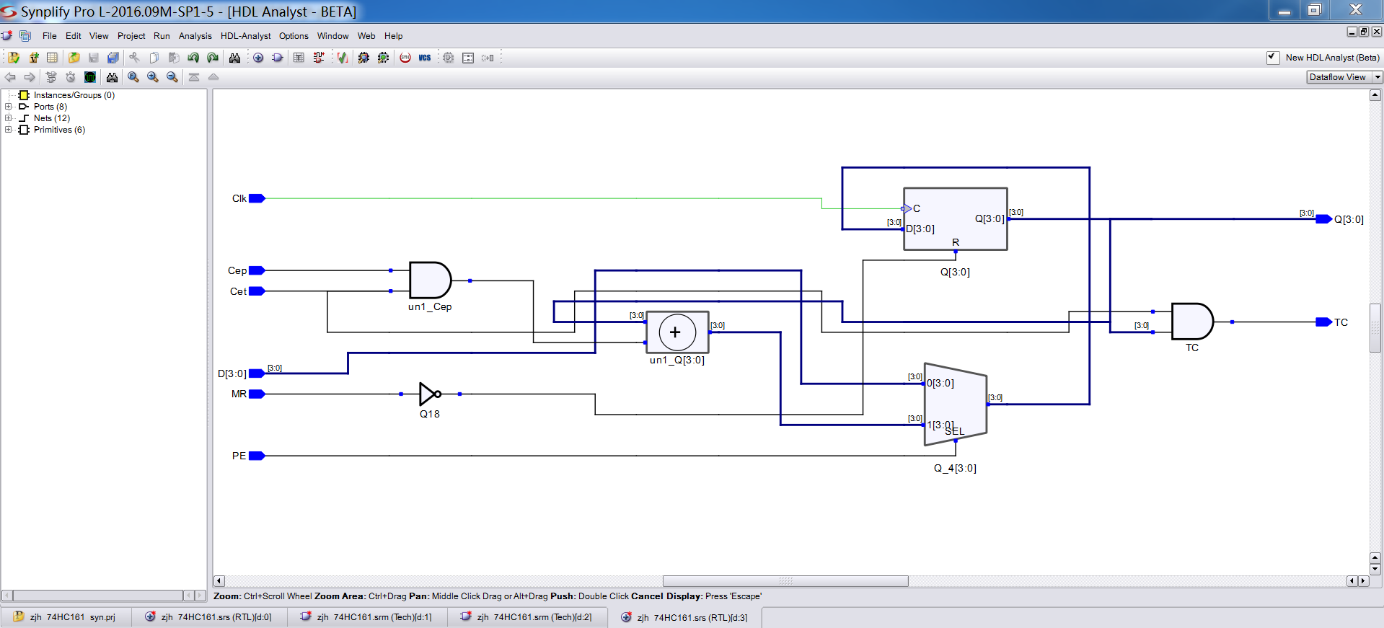 Synplify Pro L-2016.09M-SP1-5 - [HDL Analyst - BETA]
File Edit View Project Run Analysis HDL-Analyst Options Window Web Help
VCS
New HDLAnalyst (Beta)
Dataflow View
Instances/Groups (0)
Ports (8)
Nets (12)
Primitives (6)
Clk
C
[3:0]
D[3:0]
Q[3:0]
[3:0]
R
Q[3:0]
[3:0]
Q[3:0]
Cep
Cet
un1_Cep
[3:0]
+
[3:0]
un1_Q[3:0]
[3:0]
TC
TC
D[3:0]
[3:0]
MR
Q18
[3:0]
0[3:0]
[3:0]
[3:0]
1[3:0]
SEL
PE
Q_4[3:0]
Zoom: Ctrl+Scroll Wheel Zoom Area: Ctrl+Drag Pan: Middle Click Drag or Alt+Drag Push: Double Click Cancel Display: Press 'Escape'
zjh 74HC161 syn.prj
zjh 74HC161.srs (RTL)[d:0]
zjh 74HC161.srm (Tech)[d:1]
zjh 74HC161.srm (Tech)[d:2]
zjh 74HC161.srs (RTL)[d:3]